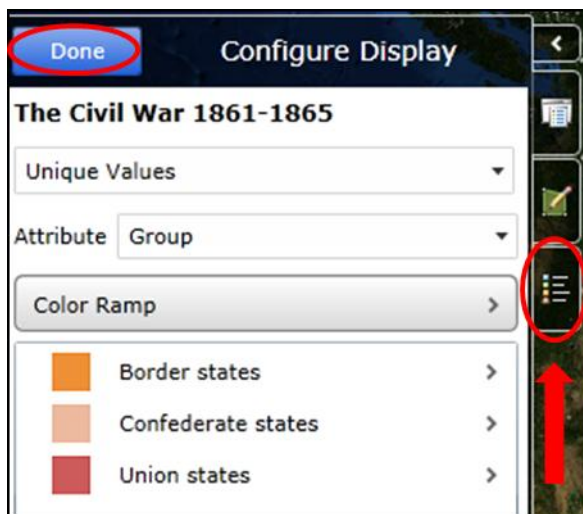 Done Configure Display
The Civil War 1861-1865
Unique Values
Attribute Group
Color Ramp
Border states
Confederate states
Union states